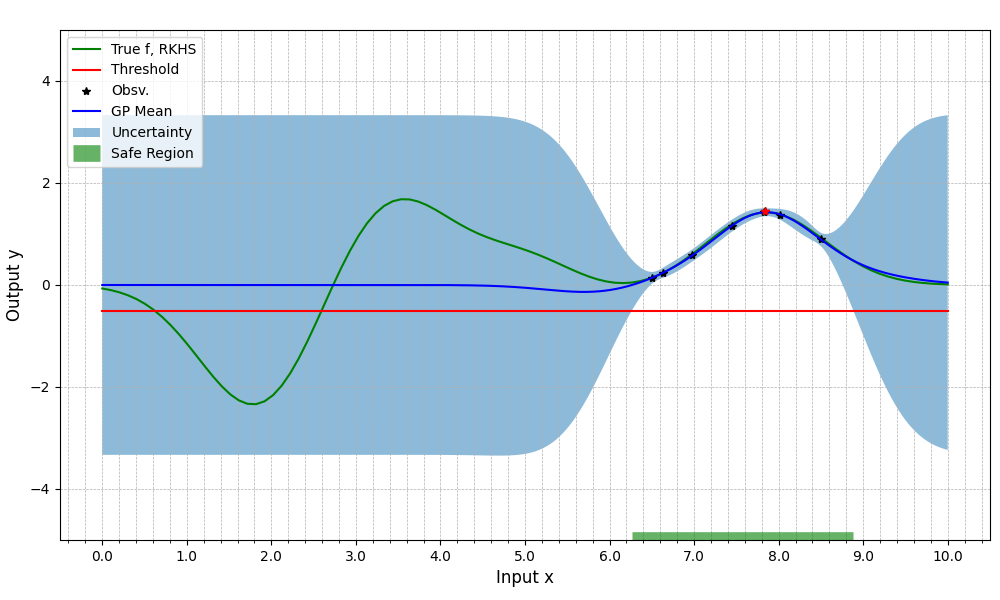 True f, RKHS
Threshold
Obsv.
GP Mean
Uncertainty
Safe Region
Output y
4
2
0
−2
−4
0.0 1.0 2.0 3.0 4.0 5.0 6.0 7.0 8.0 9.0 10.0
Input x